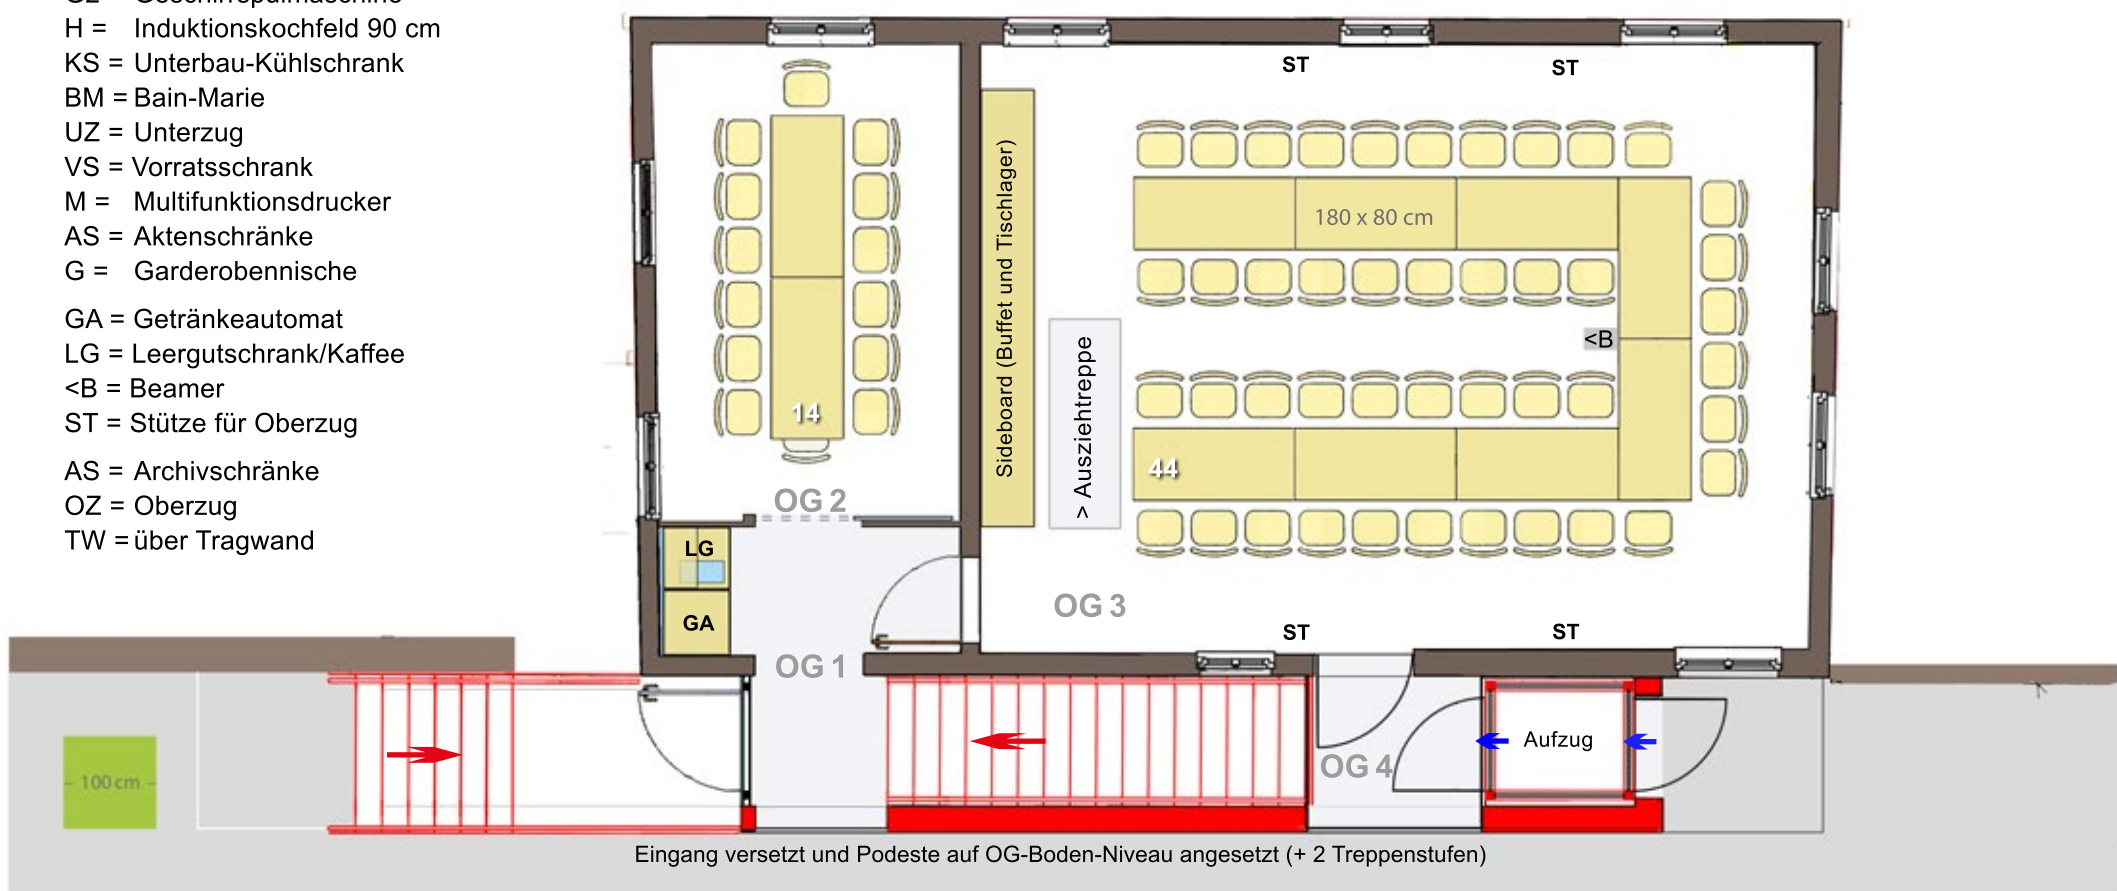 GZ = Geschirrspülmaschine
H = Induktionskochfeld 90 cm
KS = Unterbau-Kühlschrank
BM = Bain-Marie
UZ = Unterzug
VS = Vorratsschrank
M = Multifunktionsdrucker
AS = Aktenschränke
G = Garderobennische
GA = Getränkeautomat
LG = Leergutschrank/Kaffee
<B = Beamer
ST = Stütze für Oberzug
AS = Archivschränke
OZ = Oberzug
TW = über Tragwand
100 cm
14
OG 2
LG
GA
OG 1
Sideboard (Buffet und Tischlager)
> Ausziehtreppe
ST
ST
180 x 80 cm
<B
44
OG 3
ST
ST
OG 4
Aufzug
Eingang versetzt und Podeste auf OG-Boden-Niveau angesetzt (+ 2 Treppenstufen)